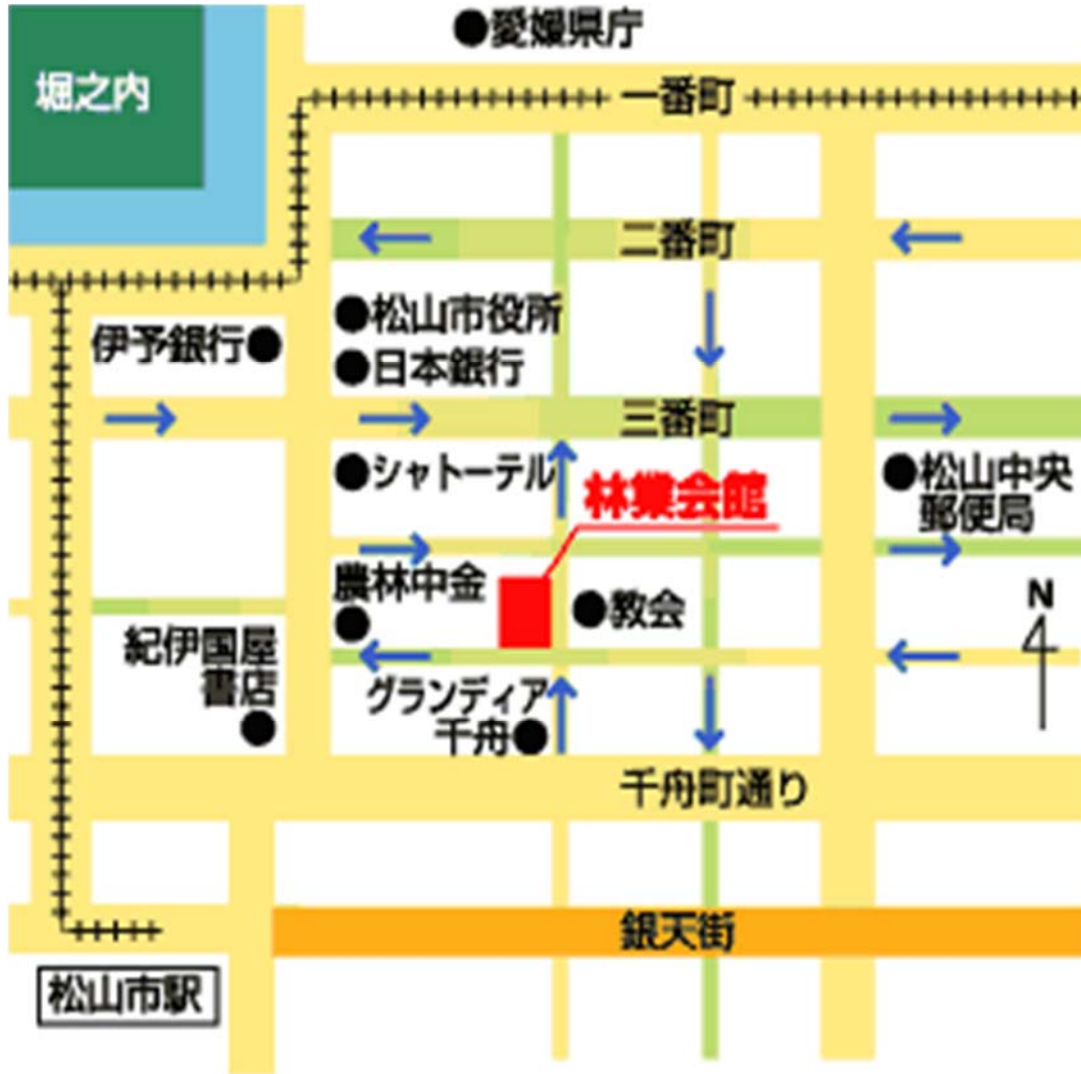 ●愛媛県庁
堀之内
一番町
二番町
●松山市役所
伊予銀行●
●日本銀行
三番町
●シャトーテル
林業会館
●松山中央
郵便局
農林中金
●
●教会
N
紀伊国屋
書店
●
グランディア
千舟●
千舟町通り
銀天街
松山市駅